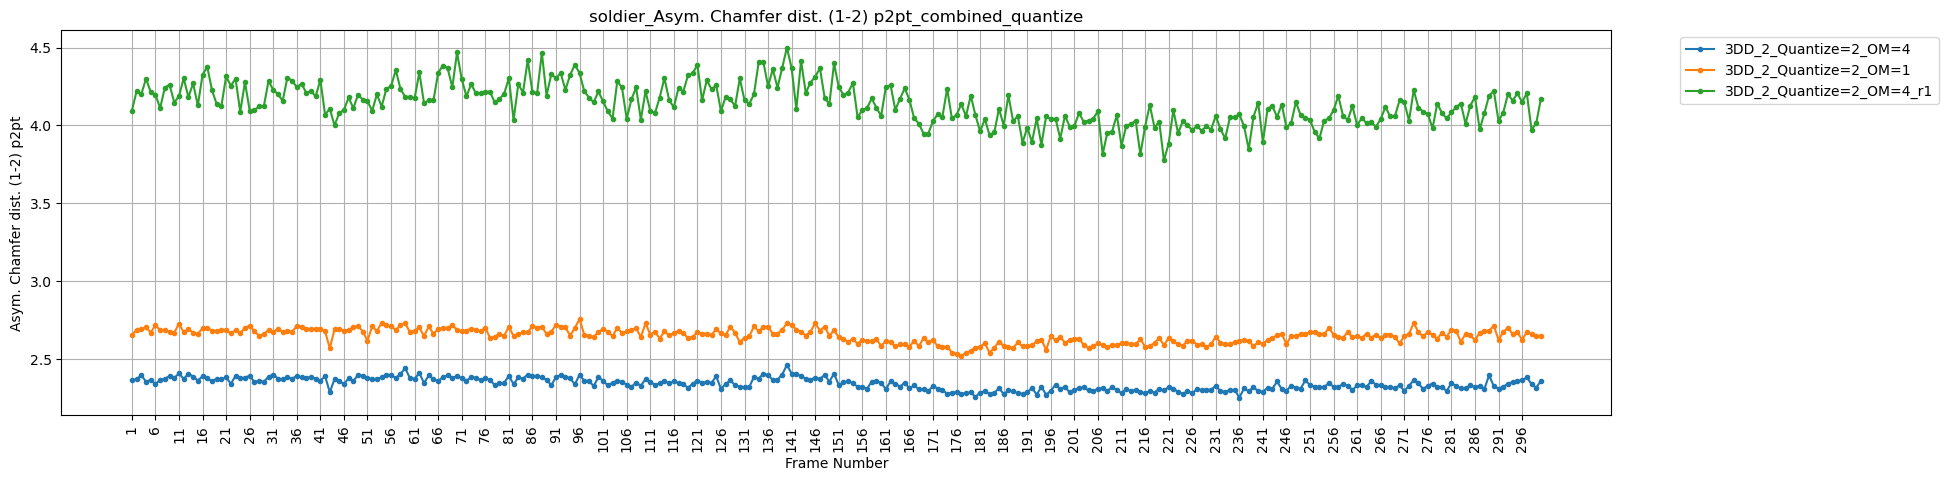 soldier_Asym. Chamfer dist. (1-2) p2pt_combined_quantize
Asym. Chamfer dist. (1-2) p2pt
4.5
4.0
3.5
3.0
2.5
1 6 11 16 21 26 31 36 41 46 51 56 61 66 71 76 81 86 91 96 101 106 111 116 121 126 131 136 141 146 151 156 161 166 171 176 181 186 191 196 201 206 211 216 221 226 231 236 241 246 251 256 261 266 271 276 281 286 291 296
Frame Number
3DD_2_Quantize=2_OM=4
3DD_2_Quantize=2_OM=1
3DD_2_Quantize=2_OM=4_r1